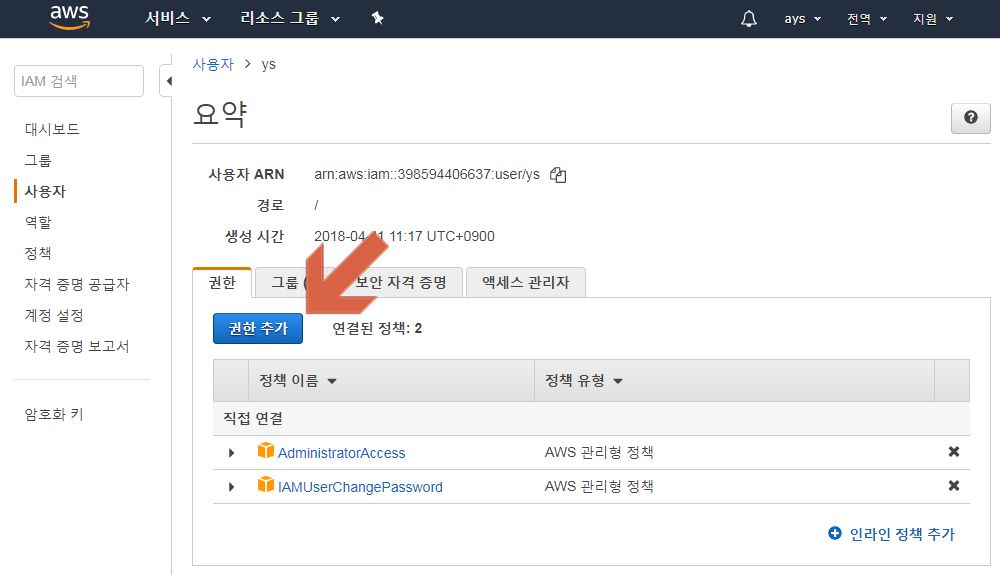 aws 서비스 리소스 그룹 ays 전역 지원
IAM 검색
대시보드
그룹
사용자
역할
정책
자격 증명 공급자
계정 설정
자격 증명 보고서
암호화 키
사용자 > ys
요약
사용자 ARN arn:aws:iam::398594406637:user/ys
경로 /
생성 시간 2018-04- 1 11:17 UTC+0900
권한 그룹 ( 보안 자격 증명 액세스 관리자
권한 추가 연결된 정책: 2
정책 이름 정책 유형
직접 연결
AdministratorAccess AWS 관리형 정책
IAMUserChangePassword AWS 관리형 정책
인라인 정책 추가